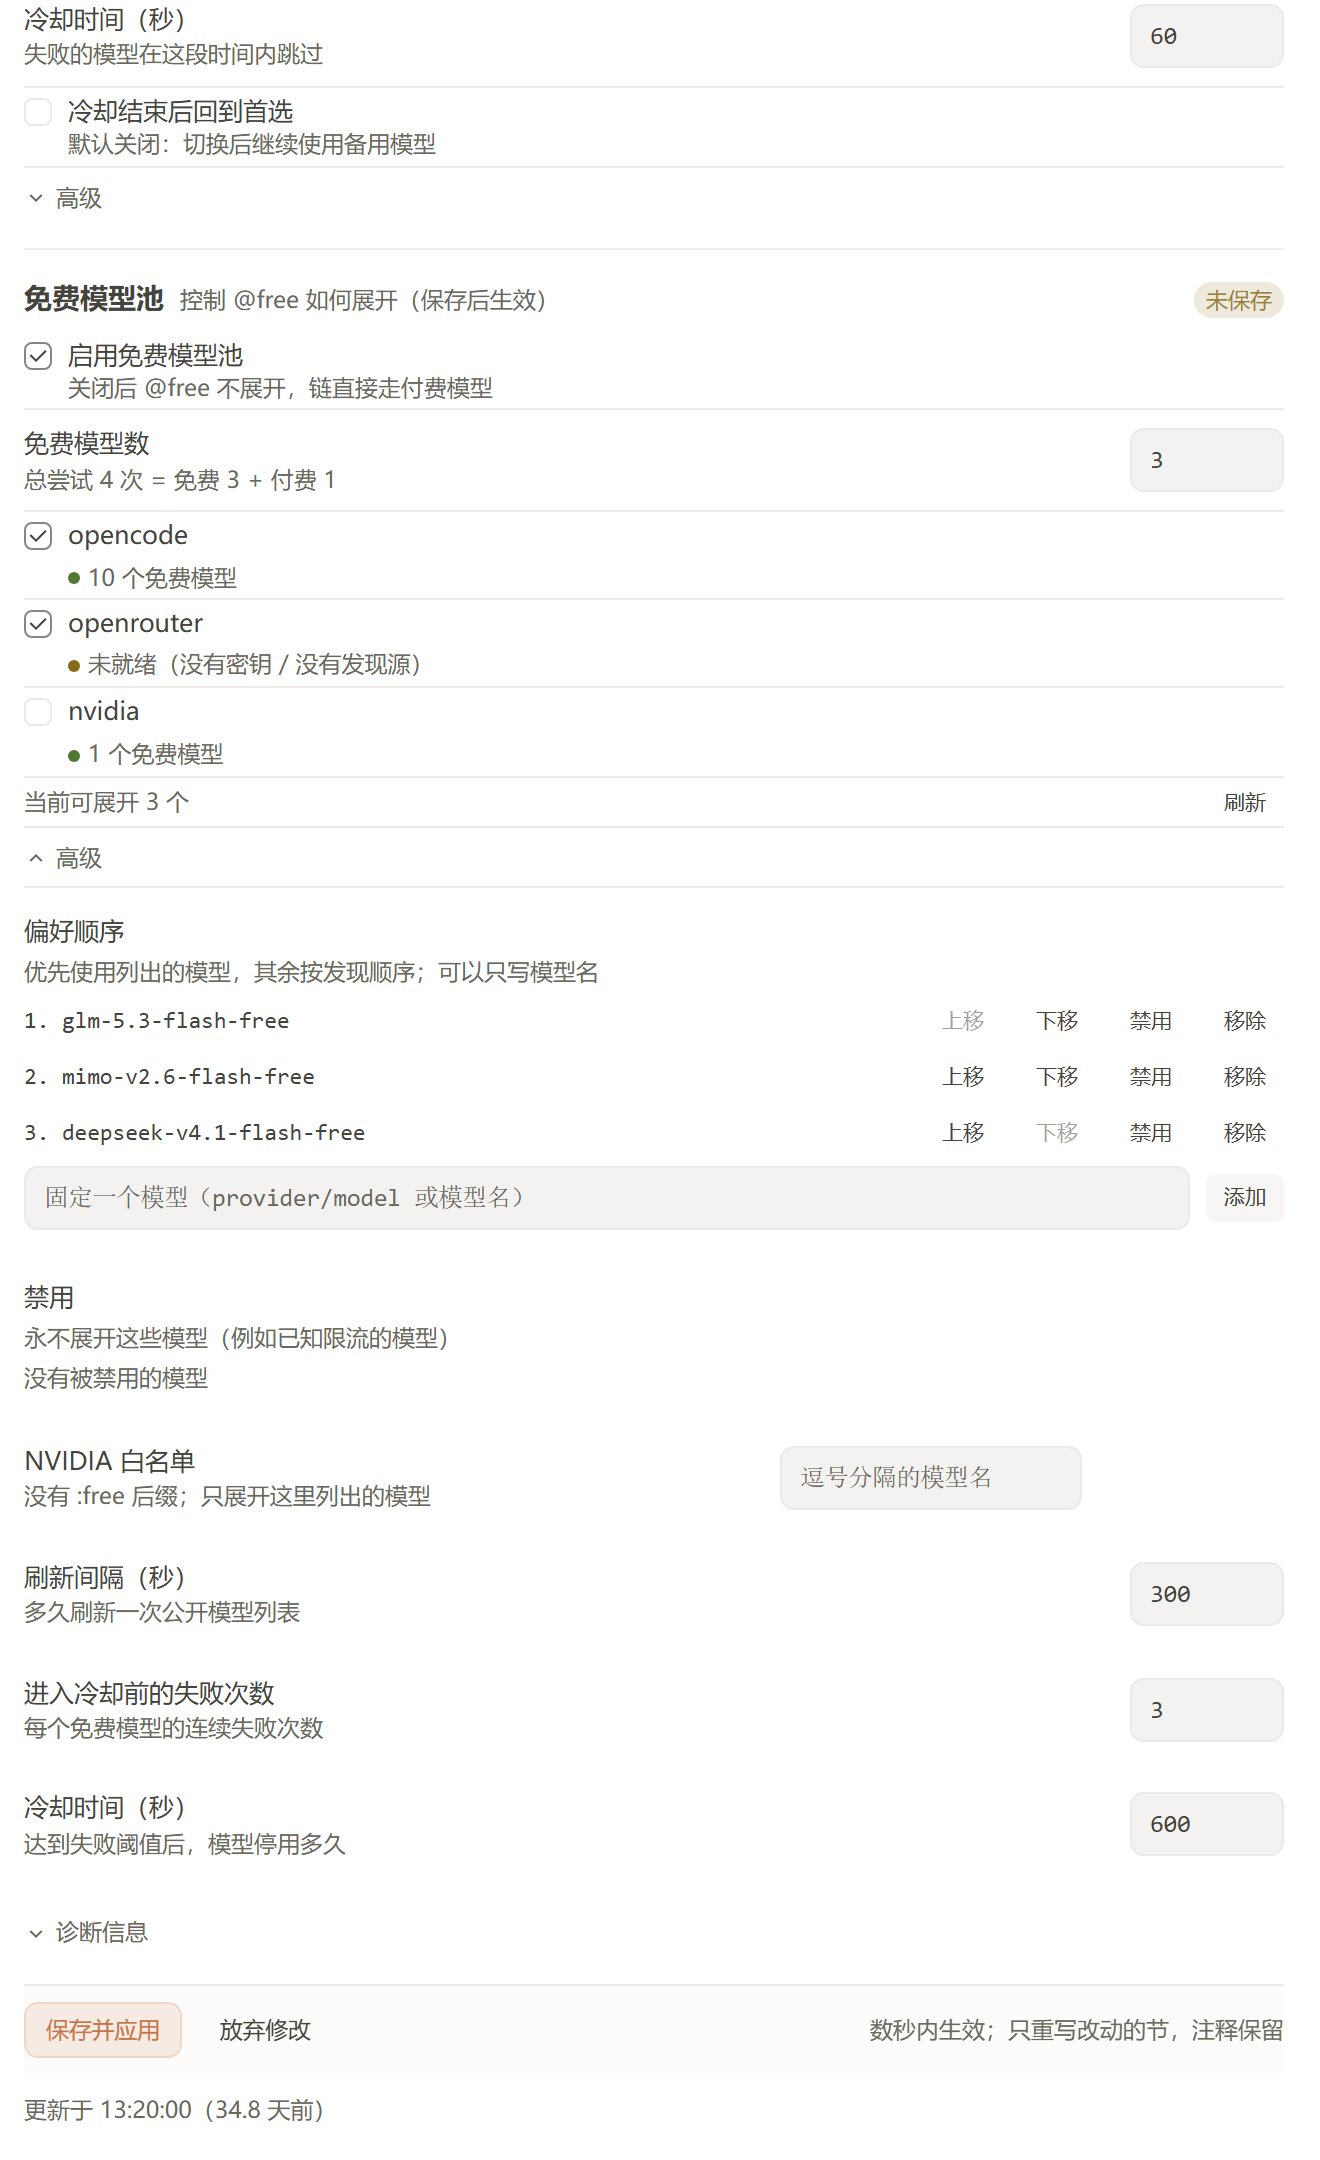 冷却时间（秒）
失败的模型在这段时间内跳过
60
冷却结束后回到首选
默认关闭：切换后继续使用备用模型
高级
免费模型池 控制 @free 如何展开（保存后生效）
未保存
启用免费模型池
关闭后 @free 不展开，链直接走付费模型
免费模型数
总尝试 4 次 = 免费 3 + 付费 1
3
opencode
10 个免费模型
openrouter
未就绪（没有密钥 / 没有发现源）
nvidia
1 个免费模型
当前可展开 3 个 刷新
高级
偏好顺序
优先使用列出的模型，其余按发现顺序；可以只写模型名
1. glm-5.3-flash-free 上移 下移 禁用 移除
2. mimo-v2.6-flash-free 上移 下移 禁用 移除
3. deepseek-v4.1-flash-free 上移 下移 禁用 移除
固定一个模型（provider/model 或模型名） 添加
禁用
永不展开这些模型（例如已知限流的模型）
没有被禁用的模型
NVIDIA 白名单
没有 :free 后缀；只展开这里列出的模型
逗号分隔的模型名
刷新间隔（秒）
多久刷新一次公开模型列表
300
进入冷却前的失败次数
每个免费模型的连续失败次数
3
冷却时间（秒）
达到失败阈值后，模型停用多久
600
诊断信息
保存并应用 放弃修改 数秒内生效；只重写改动的节，注释保留
更新于 13:20:00（34.8 天前）